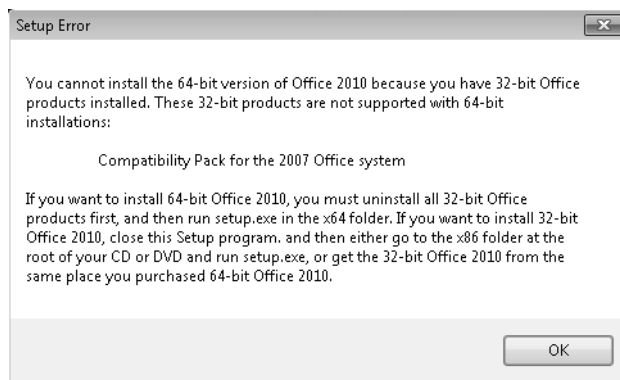 Setup Error
You cannot install the 64-bit version of Office 2010 because you have 32-bit Office
products installed. These 32-bit products are not supported with 64-bit
installations:
Compatibility Pack for the 2007 Office system
If you want to install 64-bit Office 2010, you must uninstall all 32-bit Office
products first, and then run setup.exe in the x64 folder. If you want to install 32-bit
Office 2010, close this Setup program. and then either go to the x86 folder at the
root of your CD or DVD and run setup.exe, or get the 32-bit Office 2010 from the
same place you purchased 64-bit Office 2010.
OK